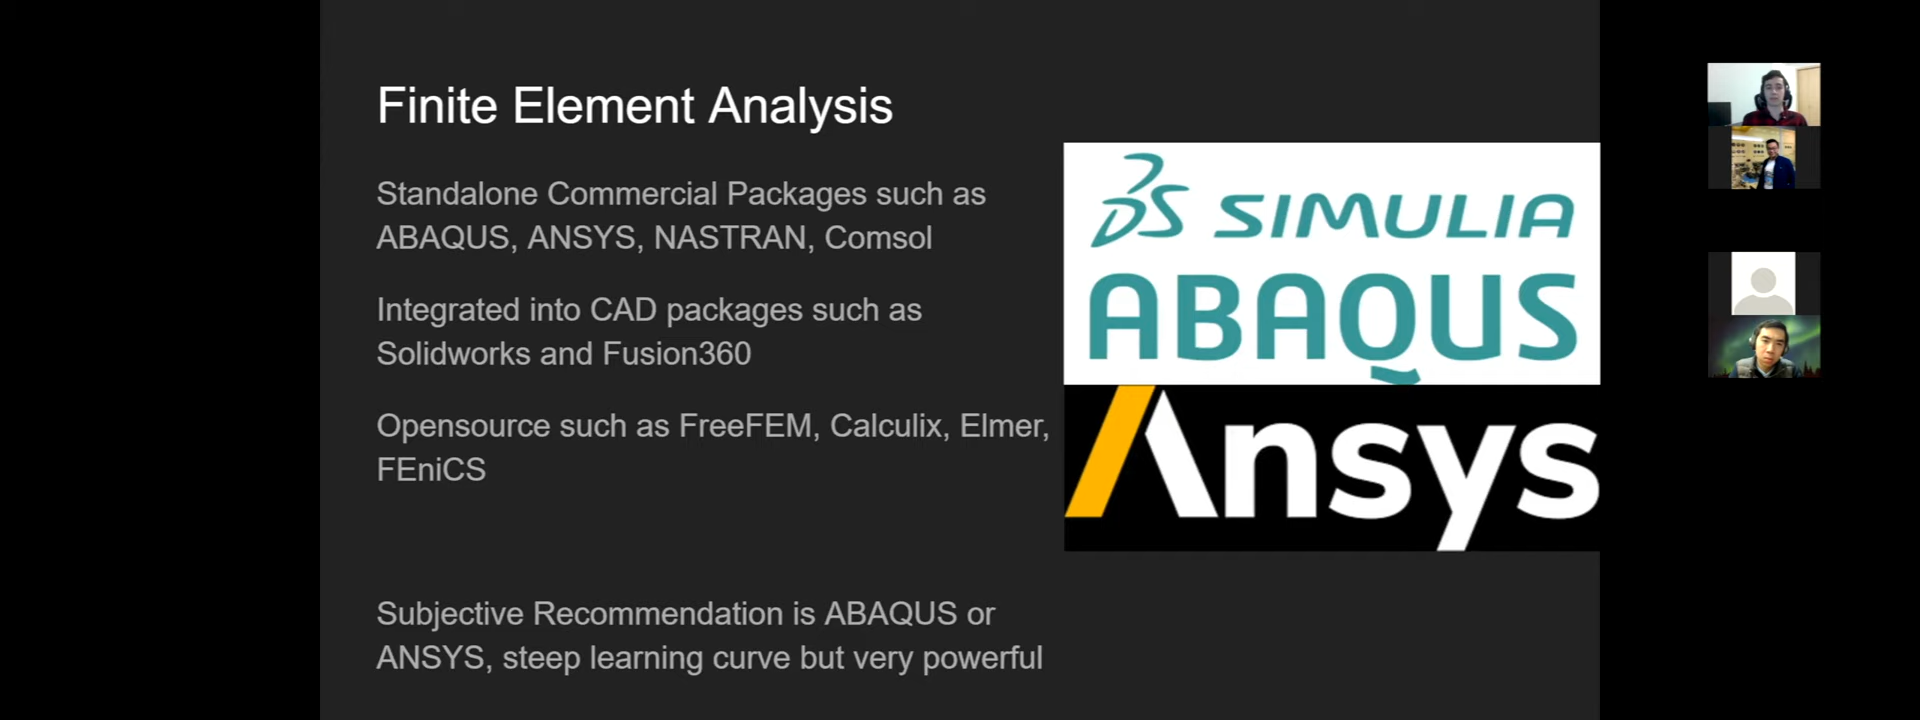 Finite Element Analysis
Standalone Commercial Packages such as
ABAQUS, ANSYS, NASTRAN, Comsol
Integrated into CAD packages such as
Solidworks and Fusion360
Opensource such as FreeFEM, Calculix, Elmer,
FEniCS
Subjective Recommendation is ABAQUS or
ANSYS, steep learning curve but very powerful
DS SIMULIA
ABAQUS
Ansys